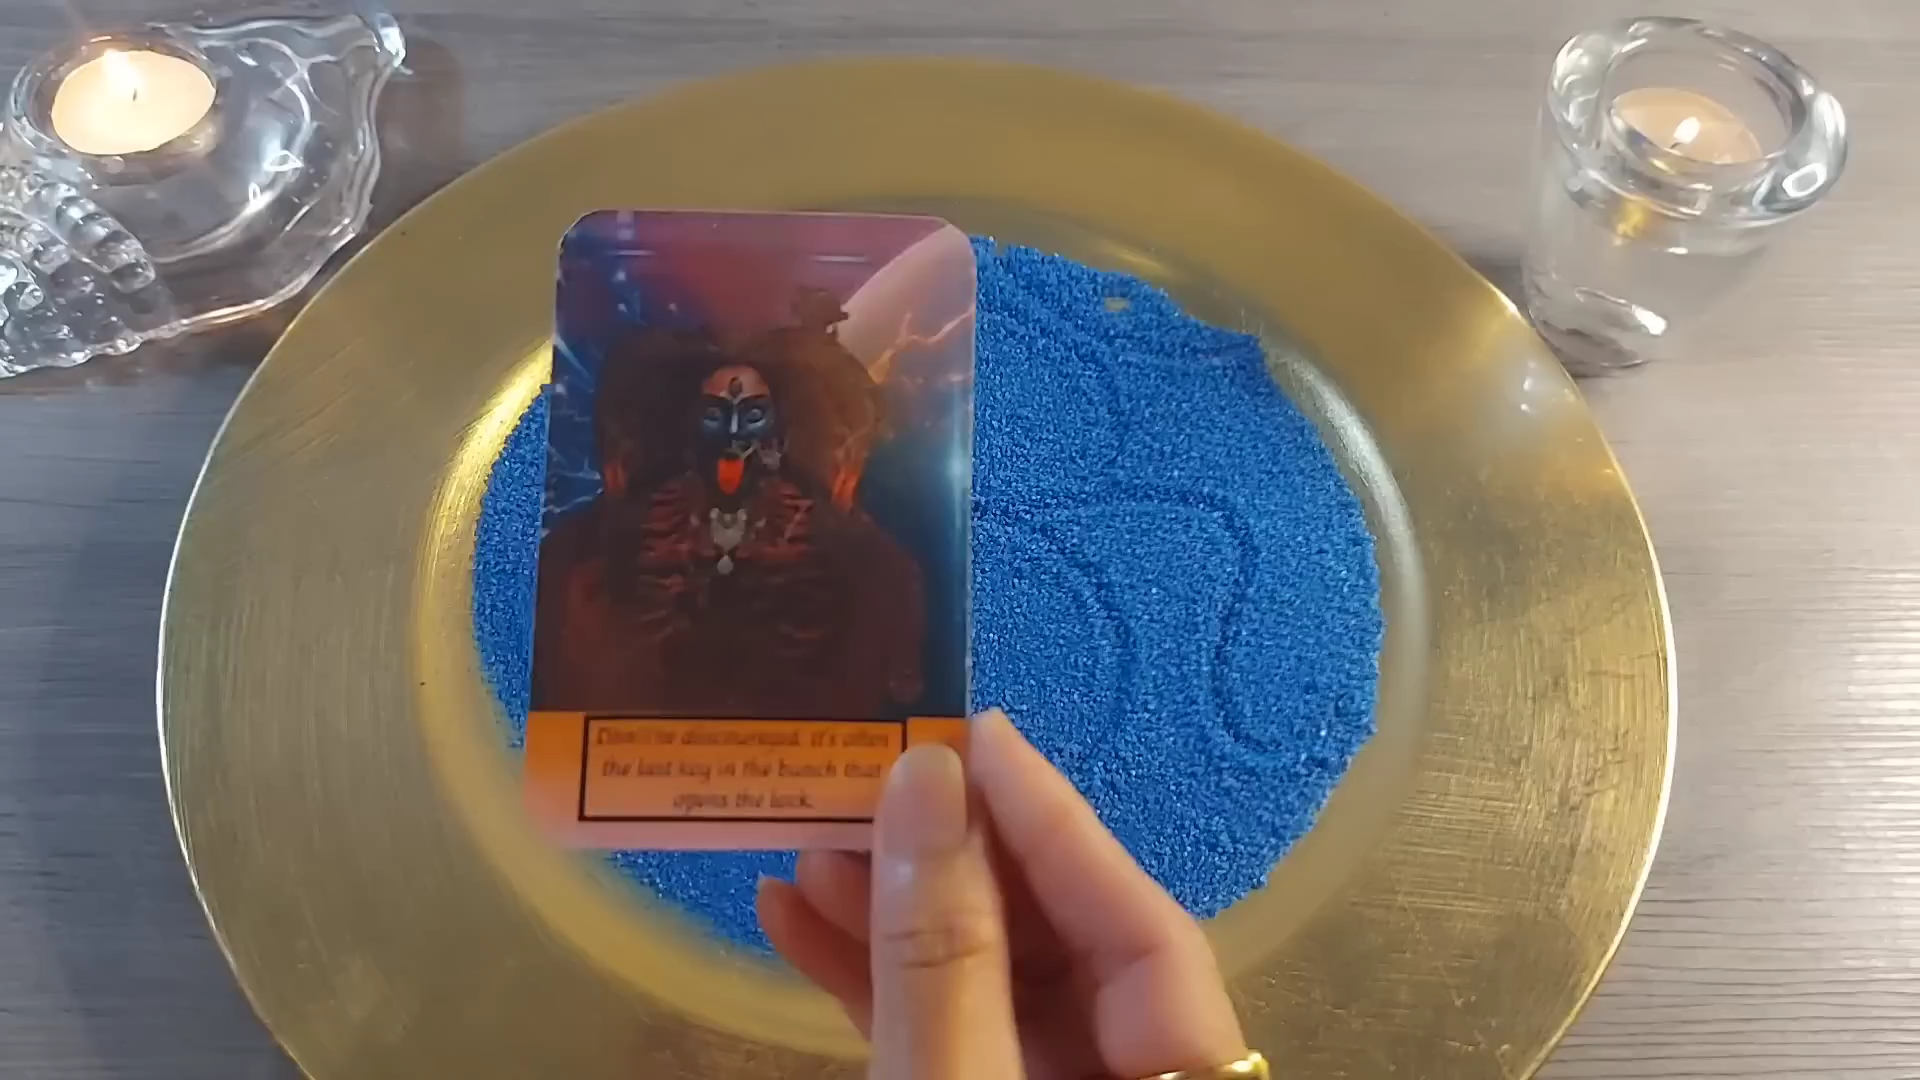 Don't be discouraged. It's often
the last key in the bunch that
opens the lock.